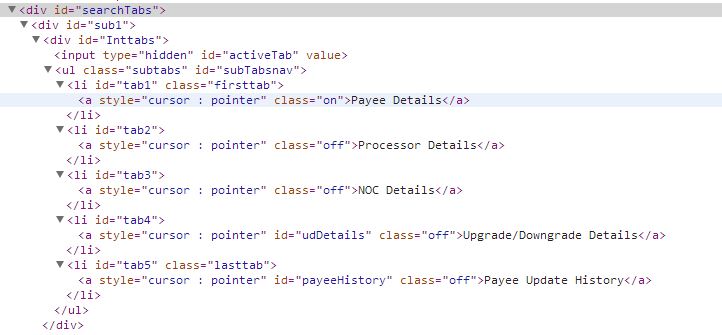 <div id="searchTabs">
<div id="sub1">
<div id="Inttabs">
<input type="hidden" id="activeTab" value>
<ul class="subtabs" id="subTabsnav">
<li id="tab1" class="firsttab">
<a style="cursor : pointer" class="on">Payee Details</a>
</li>
<li id="tab2">
<a style="cursor : pointer" class="off">Processor Details</a>
</li>
<li id="tab3">
<a style="cursor : pointer" class="off">NOC Details</a>
</li>
<li id="tab4">
<a style="cursor : pointer" id="udDetails" class="off">Upgrade/Downgrade Details</a>
</li>
<li id="tab5" class="lasttab">
<a style="cursor : pointer" id="payeeHistory" class="off">Payee Update History</a>
</li>
</ul>
</div>